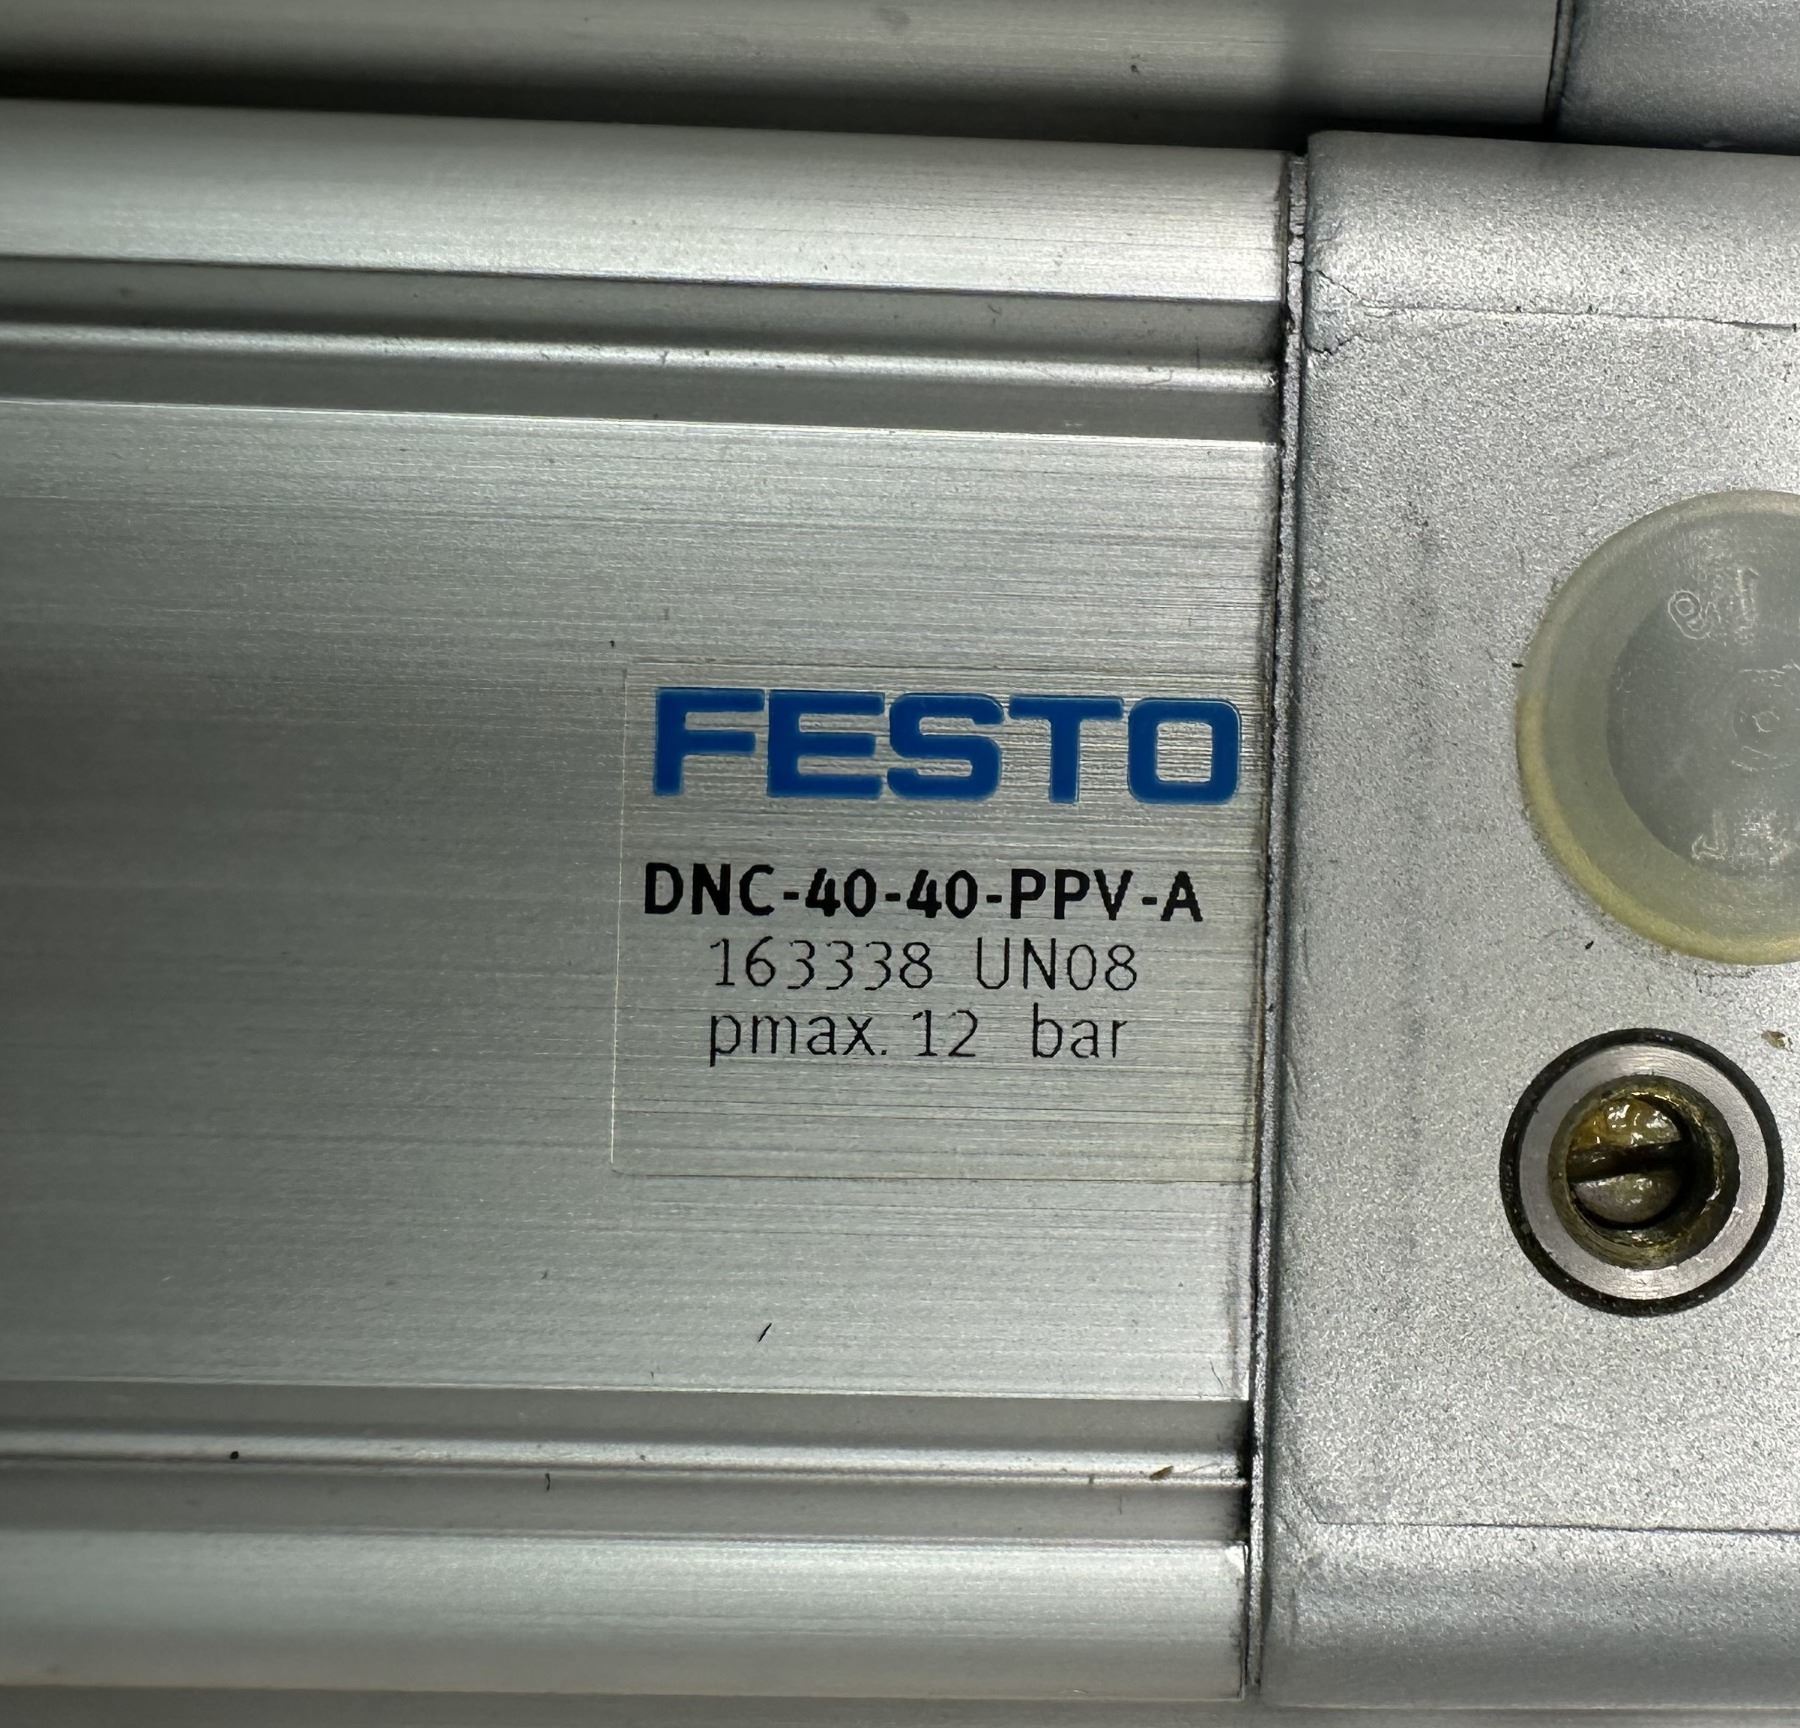 FESTO
DNC-40-40-PPV-A
163338 UN08
pmax. 12 bar